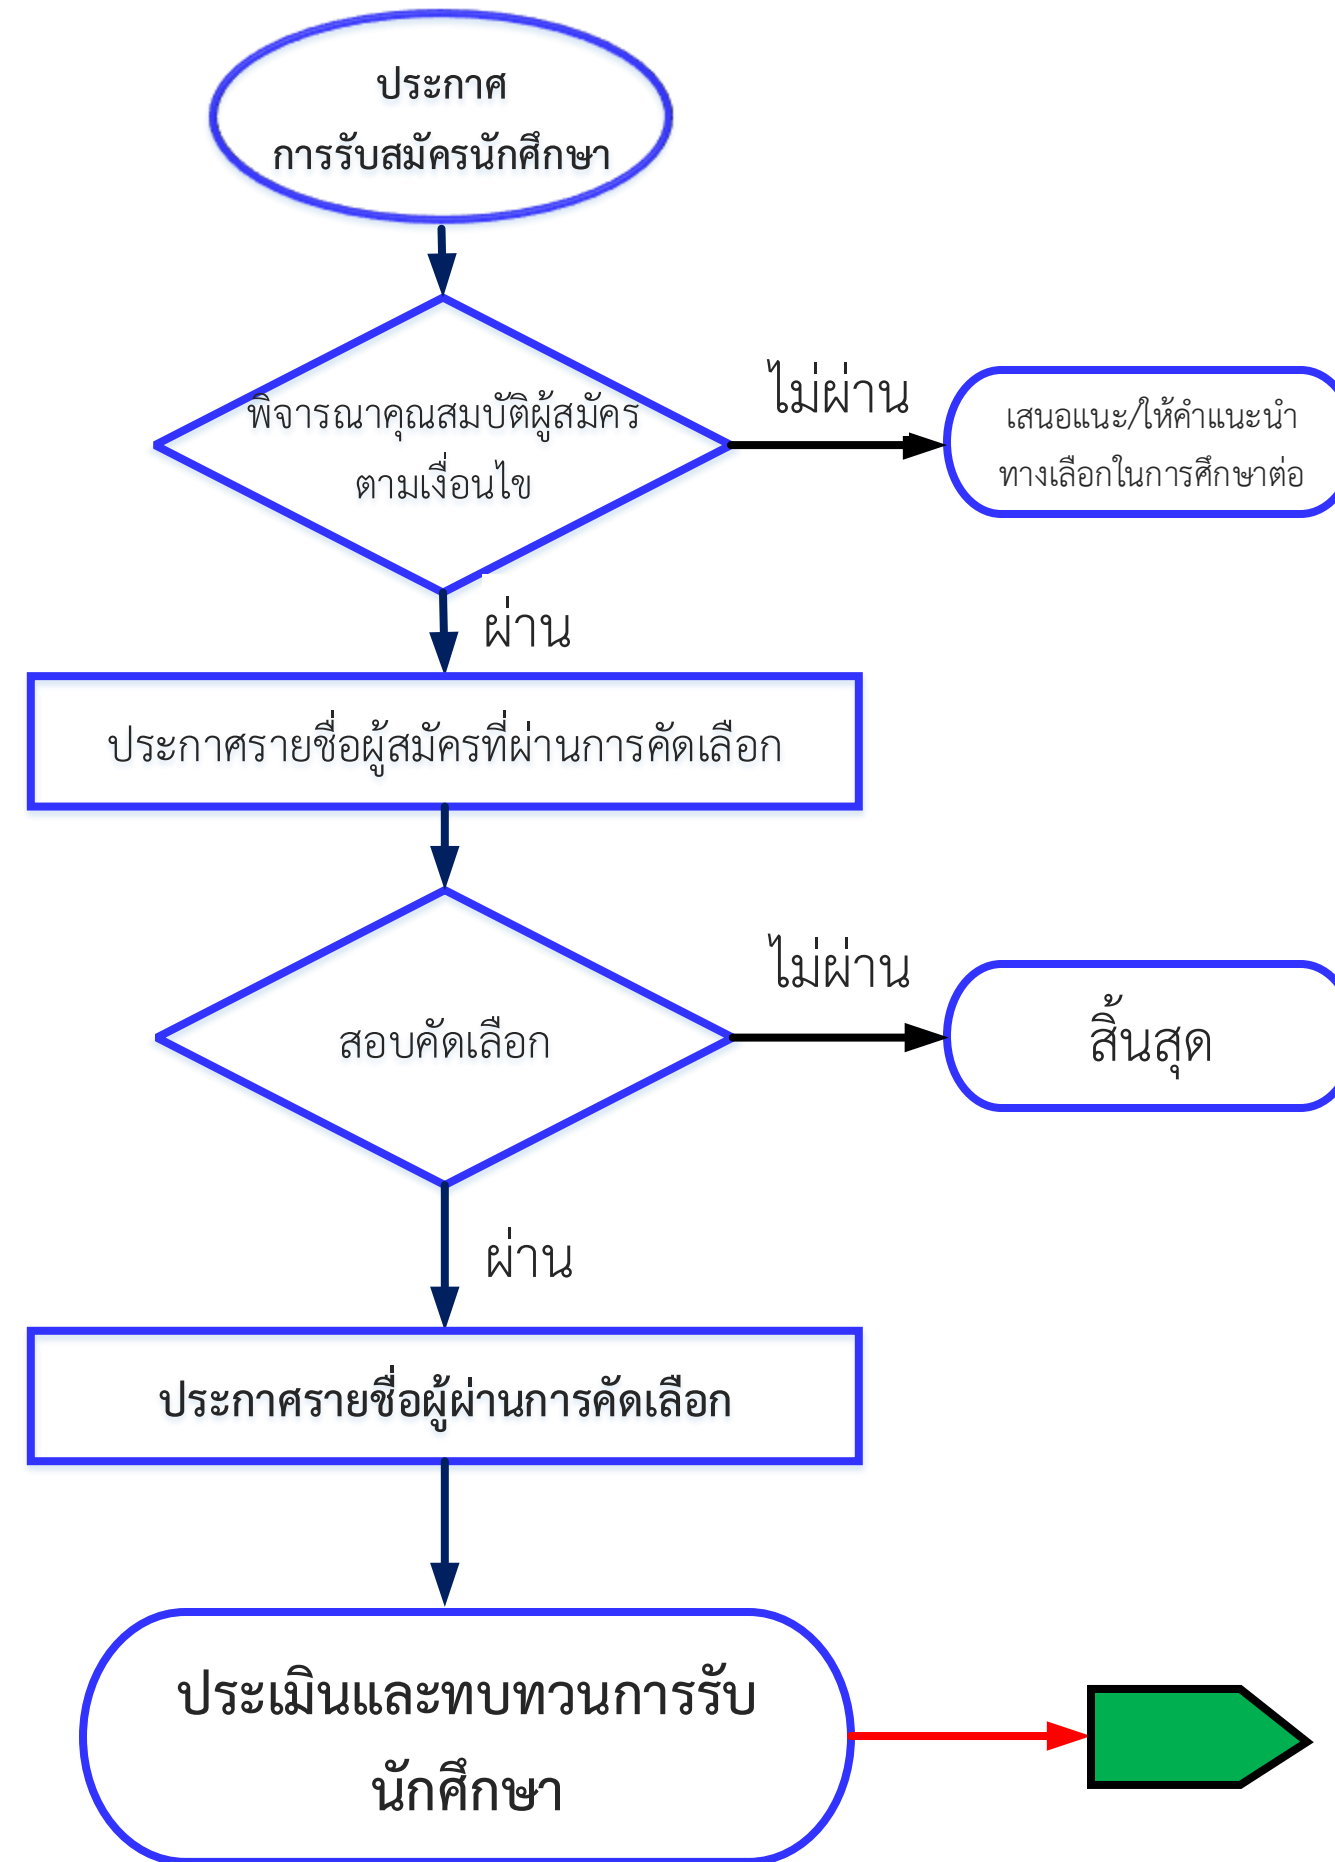 ประกาศ
การรับสมัครนักศึกษา
พิจารณาคุณสมบัติผู้สมัคร
ตามเงื่อนไข
ไม่ผ่าน
เสนอแนะ/ให้คำแนะนำ
ทางเลือกในการศึกษาต่อ
ผ่าน
ประกาศรายชื่อผู้สมัครที่ผ่านการคัดเลือก
สอบคัดเลือก
ไม่ผ่าน
สิ้นสุด
ผ่าน
ประกาศรายชื่อผู้ผ่านการคัดเลือก
ประเมินและทบทวนการรับ
นักศึกษา